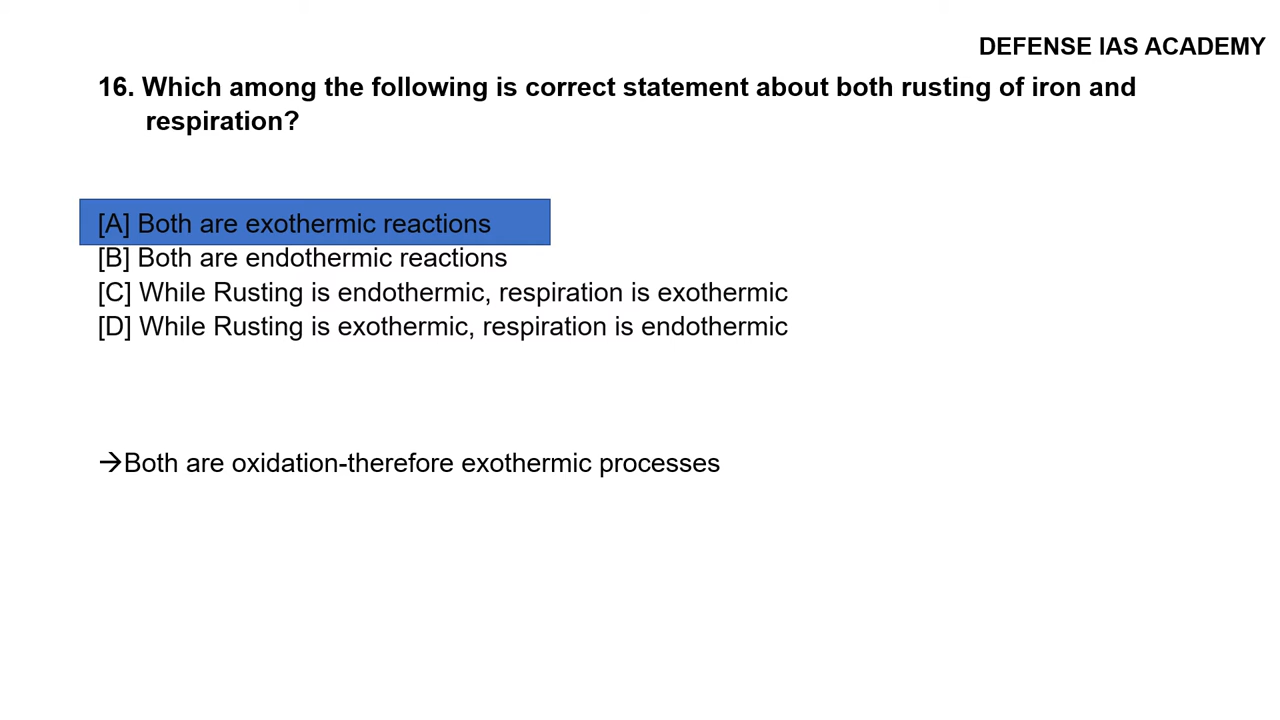 DEFENSE IAS ACADEMY
16. Which among the following is correct statement about both rusting of iron and
respiration?
[A] Both are exothermic reactions
[B] Both are endothermic reactions
[C] While Rusting is endothermic, respiration is exothermic
[D] While Rusting is exothermic, respiration is endothermic
→Both are oxidation-therefore exothermic processes